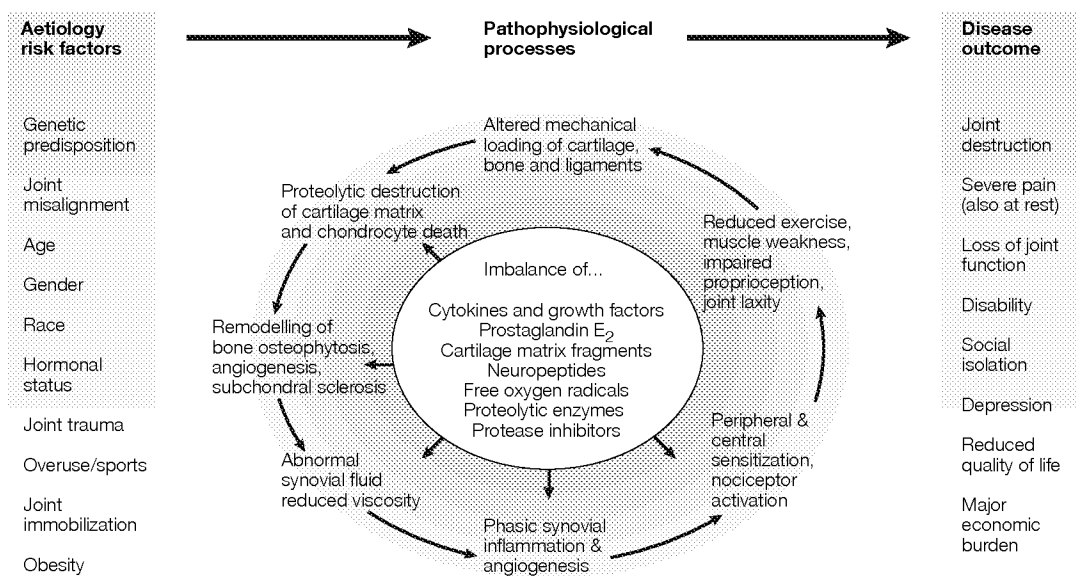 Aetiology
risk factors
Genetic
predisposition
Joint
misalignment
Age
Gender
Race
Hormonal
status
Joint trauma
Overuse/sports
Joint
immobilization
Obesity
Pathophysiological
processes
Altered mechanical
loading of cartilage,
bone and ligaments
Proteolytic destruction
of cartilage matrix
and chondrocyte death
Remodelling of
bone osteophytosis,
angiogenesis,
subchondral sclerosis
Abnormal
synovial fluid
reduced viscosity
Phasic synovial
inflammation &
angiogenesis
Peripheral &
central
sensitization,
nociceptor
activation
Reduced exercise,
muscle weakness,
impaired
proprioception,
joint laxity
Imbalance of...
Cytokines and growth factors
Prostaglandin E₂
Cartilage matrix fragments
Neuropeptides
Free oxygen radicals
Proteolytic enzymes
Protease inhibitors
Disease
outcome
Joint
destruction
Severe pain
(also at rest)
Loss of joint
function
Disability
Social
isolation
Depression
Reduced
quality of life
Major
economic
burden